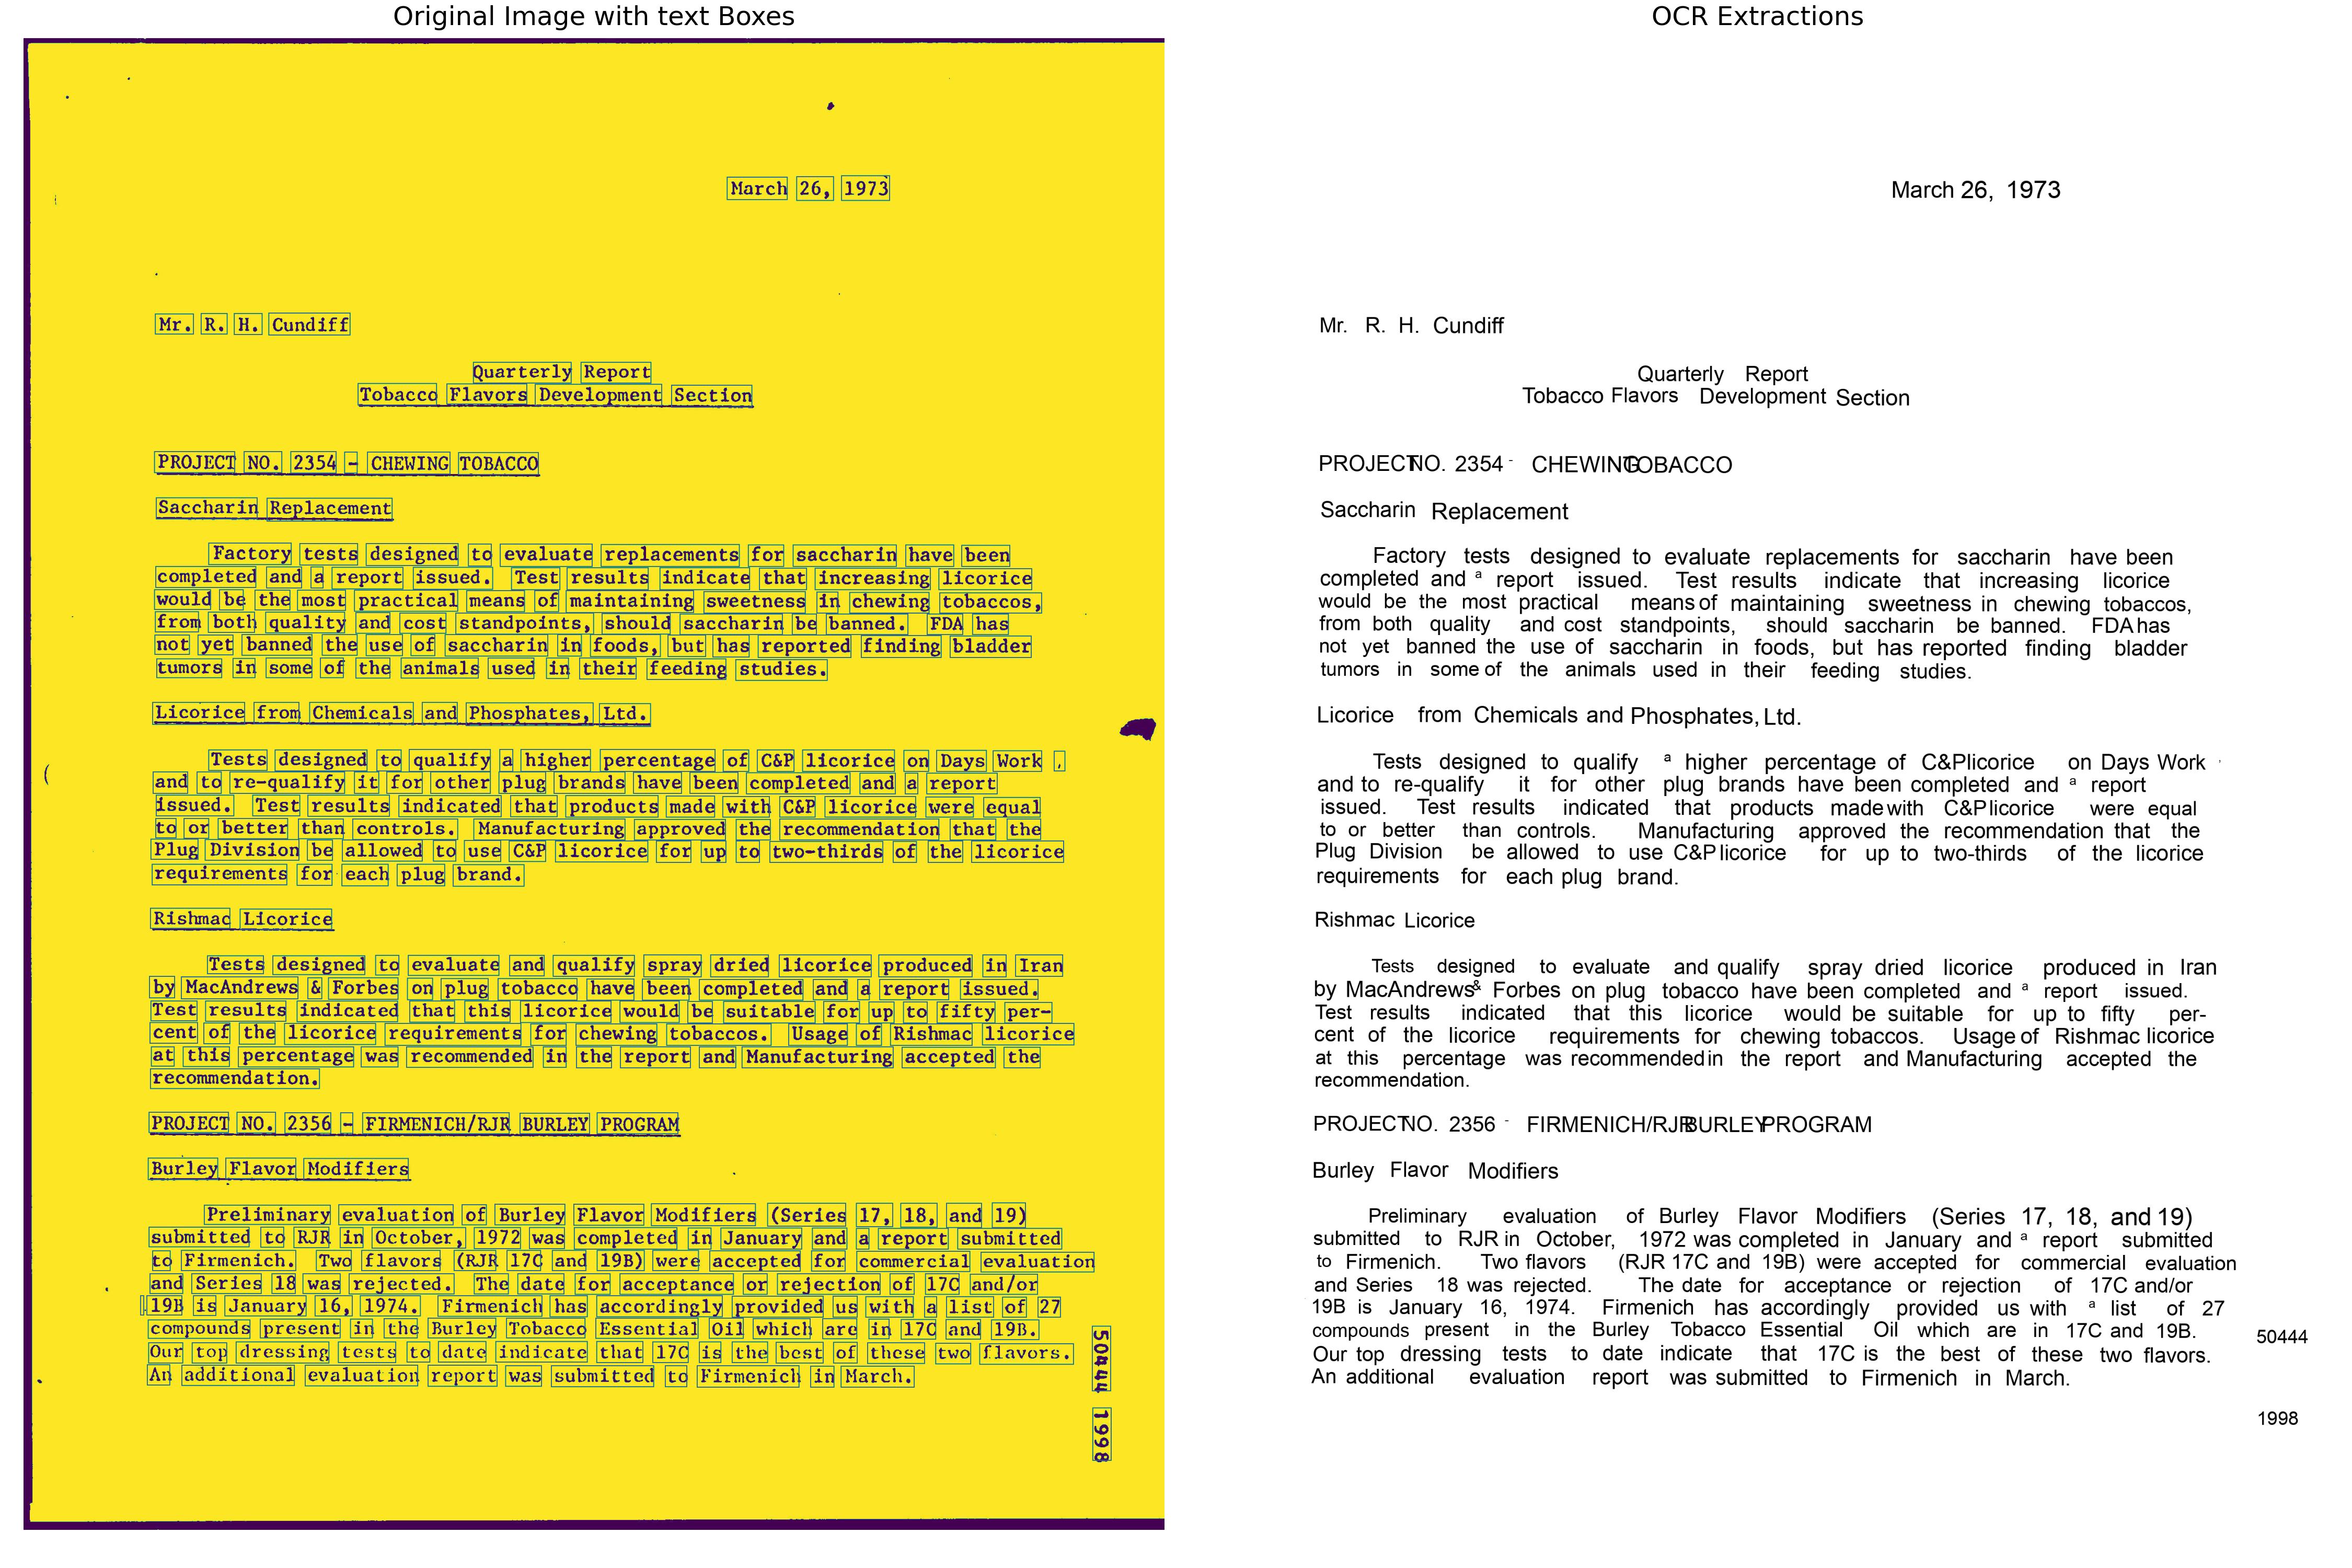 Original Image with text Boxes
March 26, 1973
Mr. R. H. Cundiff
Quarterly Report
Tobacco Flavors Development Section
PROJECT NO. 2354 - CHEWING TOBACCO
Saccharin Replacement
Factory tests designed to evaluate replacements for saccharin have been
completed and a report issued. Test results indicate that increasing licorice
would be the most practical means of maintaining sweetness in chewing tobaccos,
from both quality and cost standpoints, should saccharin be banned. FDA has
not yet banned the use of saccharin in foods, but has reported finding bladder
tumors in some of the animals used in their feeding studies.
Licorice from Chemicals and Phosphates, Ltd.
Tests designed to qualify a higher percentage of C&P licorice on Days Work ,
and to re-qualify it for other plug brands have been completed and a report
issued. Test results indicated that products made with C&P licorice were equal
to or better than controls. Manufacturing approved the recommendation that the
Plug Division be allowed to use C&P licorice for up to two-thirds of the licorice
requirements for each plug brand.
Rishmac Licorice
Tests designed to evaluate and qualify spray dried licorice produced in Iran
by MacAndrews & Forbes on plug tobacco have been completed and a report issued.
Test results indicated that this licorice would be suitable for up to fifty per-
cent of the licorice requirements for chewing tobaccos. Usage of Rishmac licorice
at this percentage was recommended in the report and Manufacturing accepted the
recommendation.
PROJECT NO. 2356 - FIRMENICH/RJR BURLEY PROGRAM
Burley Flavor Modifiers
Preliminary evaluation of Burley Flavor Modifiers (Series 17, 18, and 19)
submitted to RJR in October, 1972 was completed in January and a report submitted
to Firmenich. Two flavors (RJR 17C and 19B) were accepted for commercial evaluation
and Series 18 was rejected. The date for acceptance or rejection of 17C and/or
19B is January 16, 1974. Firmenich has accordingly provided us with a list of 27
compounds present in the Burley Tobacco Essential Oil which are in 17C and 19B.
Our top dressing tests to date indicate that 17C is the best of these two flavors.
An additional evaluation report was submitted to Firmenich in March.
50444 1998
OCR Extractions
March 26, 1973
Mr. R. H. Cundiff
Quarterly Report
Tobacco Flavors Development Section
PROJECT NO. 2354 - CHEWING TOBACCO
Saccharin Replacement
Factory tests designed to evaluate replacements for saccharin have been
completed and a report issued. Test results indicate that increasing licorice
would be the most practical means of maintaining sweetness in chewing tobaccos,
from both quality and cost standpoints, should saccharin be banned. FDA has
not yet banned the use of saccharin in foods, but has reported finding bladder
tumors in some of the animals used in their feeding studies.
Licorice from Chemicals and Phosphates, Ltd.
Tests designed to qualify a higher percentage of C&P licorice on Days Work ,
and to re-qualify it for other plug brands have been completed and a report
issued. Test results indicated that products made with C&P licorice were equal
to or better than controls. Manufacturing approved the recommendation that the
Plug Division be allowed to use C&P licorice for up to two-thirds of the licorice
requirements for each plug brand.
Rishmac Licorice
Tests designed to evaluate and qualify spray dried licorice produced in Iran
by MacAndrews & Forbes on plug tobacco have been completed and a report issued.
Test results indicated that this licorice would be suitable for up to fifty per-
cent of the licorice requirements for chewing tobaccos. Usage of Rishmac licorice
at this percentage was recommended in the report and Manufacturing accepted the
recommendation.
PROJECT NO. 2356 - FIRMENICH/RJR BURLEY PROGRAM
Burley Flavor Modifiers
Preliminary evaluation of Burley Flavor Modifiers (Series 17, 18, and 19)
submitted to RJR in October, 1972 was completed in January and a report submitted
to Firmenich. Two flavors (RJR 17C and 19B) were accepted for commercial evaluation
and Series 18 was rejected. The date for acceptance or rejection of 17C and/or
19B is January 16, 1974. Firmenich has accordingly provided us with a list of 27
compounds present in the Burley Tobacco Essential Oil which are in 17C and 19B.
Our top dressing tests to date indicate that 17C is the best of these two flavors.
An additional evaluation report was submitted to Firmenich in March.
50444
1998